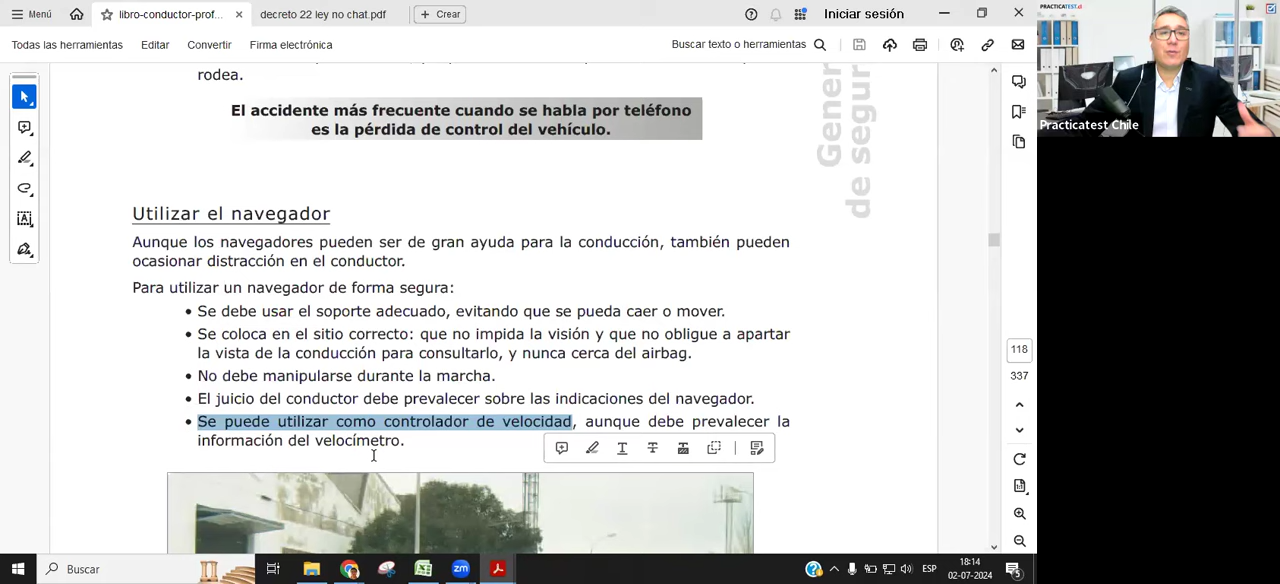 Menú
libro-conductor-prof...
decreto 22 ley no chat.pdf
Crear
Iniciar sesión
Todas las herramientas
Editar
Convertir
Firma electrónica
Buscar texto o herramientas
rodea.
El accidente más frecuente cuando se habla por teléfono
es la pérdida de control del vehículo.
Gener
de segur
Utilizar el navegador
Aunque los navegadores pueden ser de gran ayuda para la conducción, también pueden
ocasionar distracción en el conductor.
Para utilizar un navegador de forma segura:
• Se debe usar el soporte adecuado, evitando que se pueda caer o mover.
• Se coloca en el sitio correcto: que no impida la visión y que no obligue a apartar
la vista de la conducción para consultarlo, y nunca cerca del airbag.
• No debe manipularse durante la marcha.
• El juicio del conductor debe prevalecer sobre las indicaciones del navegador.
• Se puede utilizar como controlador de velocidad, aunque debe prevalecer la
información del velocímetro.
118
337
PRACTICATEST.cl
Practicatest Chile
Buscar
ESP
18:14
02-07-2024
5